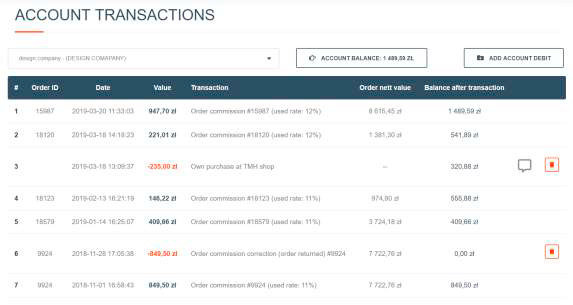 ACCOUNT TRANSACTIONS
design company - (DESIGN COMAPANY) ACCOUNT BALANCE: 1 489,59 ZŁ ADD ACCOUNT DEBIT
# Order ID Date Value Transaction Order nett value Balance after transaction
1 15987 2019-03-20 11:33:03 947,70 zł Order commission #15987 (used rate: 12%) 8 615,45 zł 1 489,59 zł
2 18120 2019-03-18 14:18:23 221,01 zł Order commission #18120 (used rate: 12%) 1 381,30 zł 541,89 zł
3 2019-03-18 13:09:37 -235,00 zł Own purchase at TMH shop -- 320,88 zł
4 18123 2019-02-13 16:21:19 146,22 zł Order commission #18123 (used rate: 11%) 974,80 zł 555,88 zł
5 18579 2019-01-14 16:25:07 409,66 zł Order commission #18579 (used rate: 11%) 3 724,18 zł 409,66 zł
6 9924 2018-11-28 17:05:38 -849,50 zł Order commission correction (order returned) #9924 7 722,76 zł 0,00 zł
7 9924 2018-11-01 16:58:43 849,50 zł Order commission #9924 (used rate: 11%) 7 722,76 zł 849,50 zł